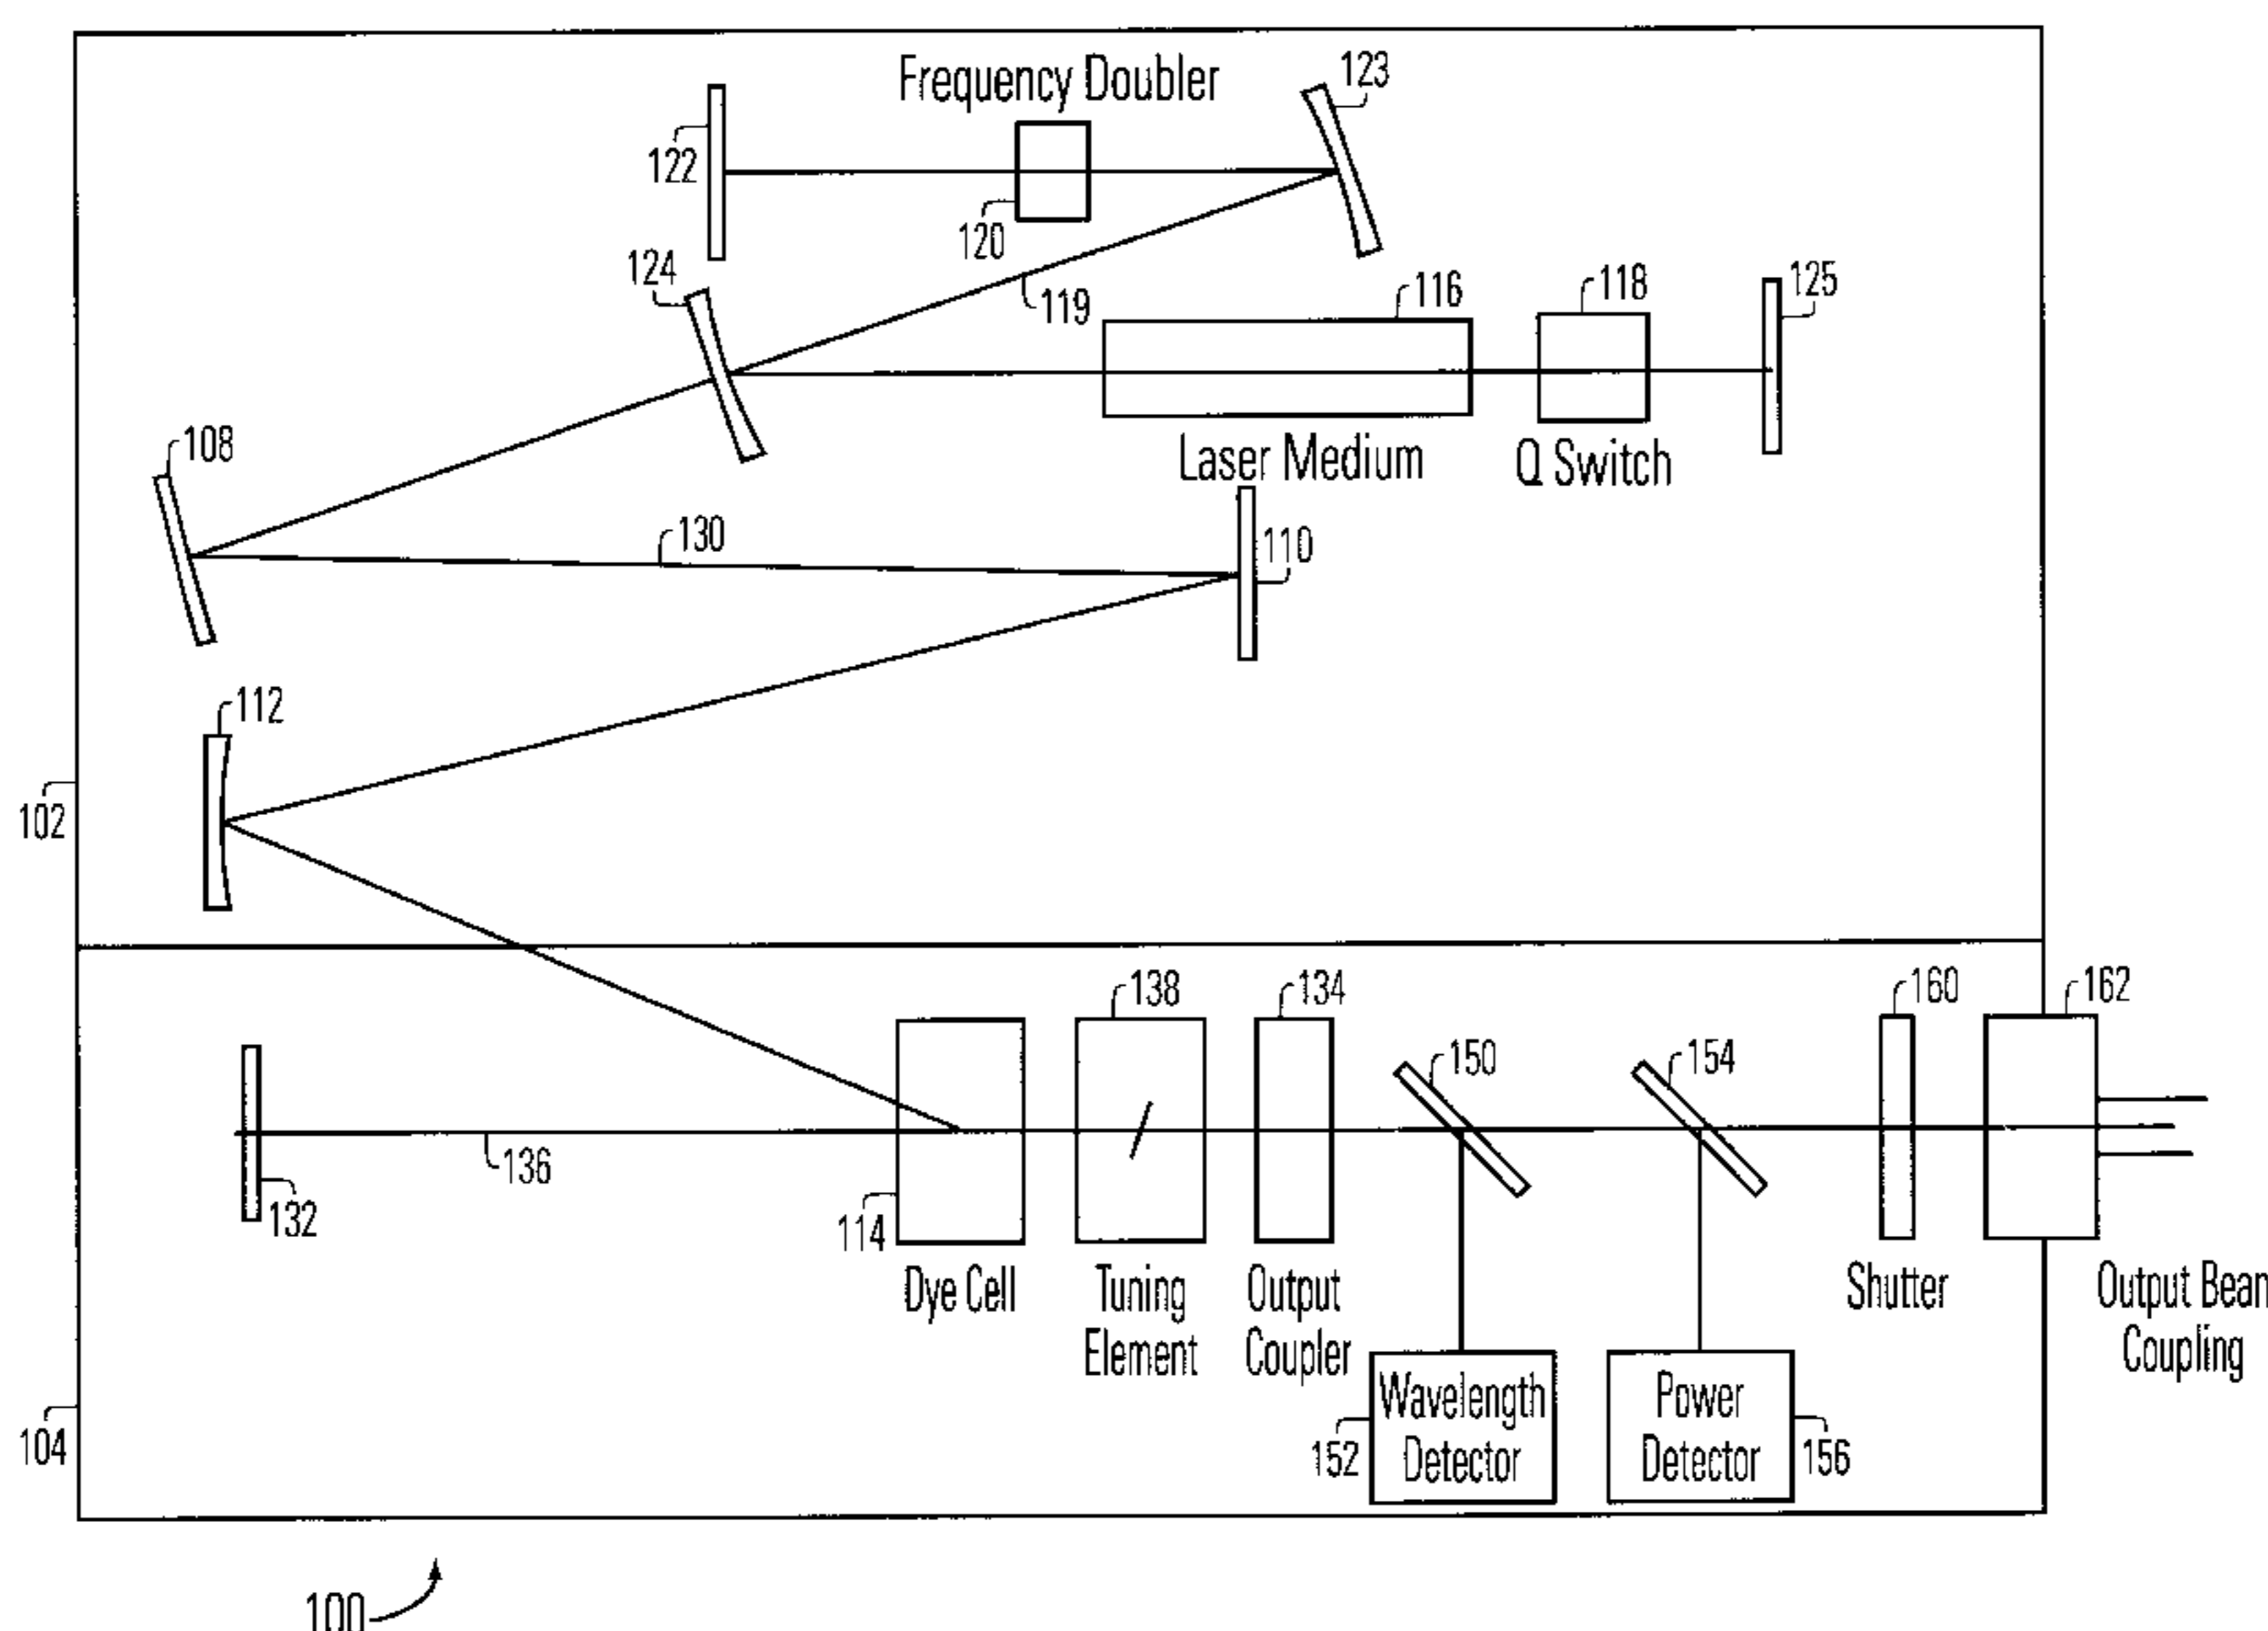 Frequency Doubler
123
122
120
124
119
116
118
125
Laser Medium
Q Switch
108
130
110
112
102
138
134
160
162
150
154
136
132
114
Dye Cell
Tuning
Element
Output
Coupler
Shutter
Output Beam
Coupling
Wavelength
Detector
152
Power
Detector
156
104
100